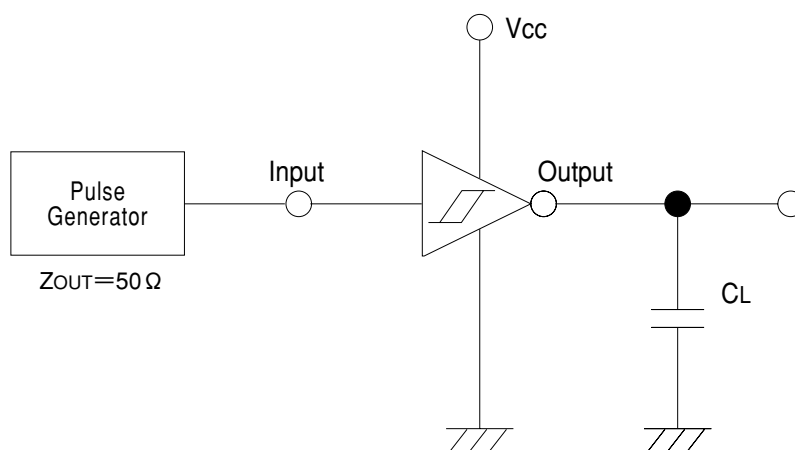 Vcc
Input
Output
Pulse
Generator
ZOUT=50Ω
CL